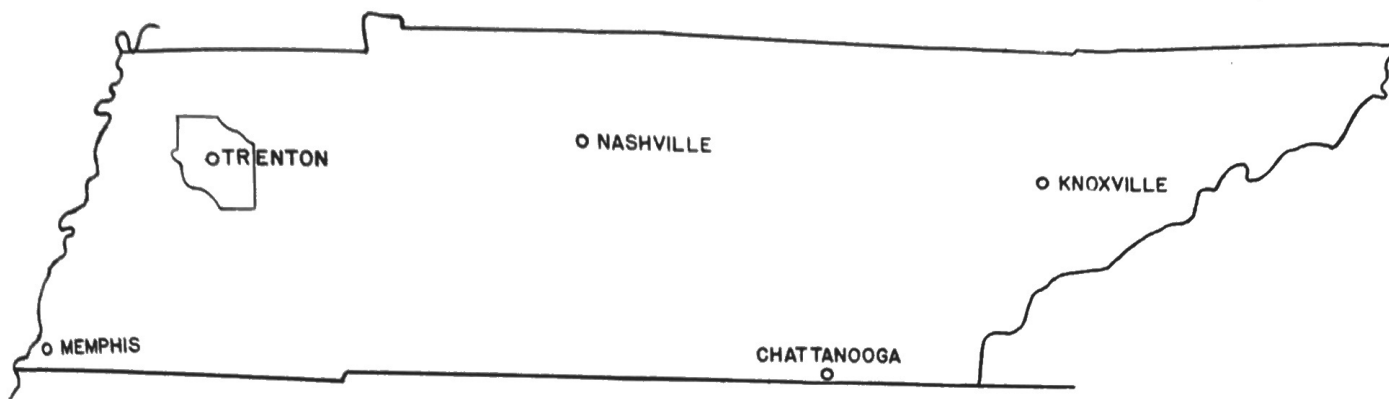 NASHVILLE
TRENTON
KNOXVILLE
MEMPHIS
CHATTANOOGA